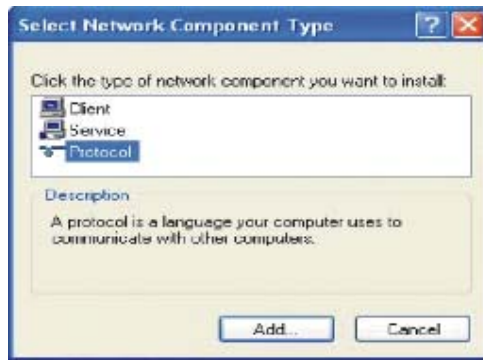 Select Network Component Type
Click the type of network component you want to install:
Client
Service
Protocol
Description
A protocol is a language your computer uses to
communicate with other computers.
Add...
Cancel